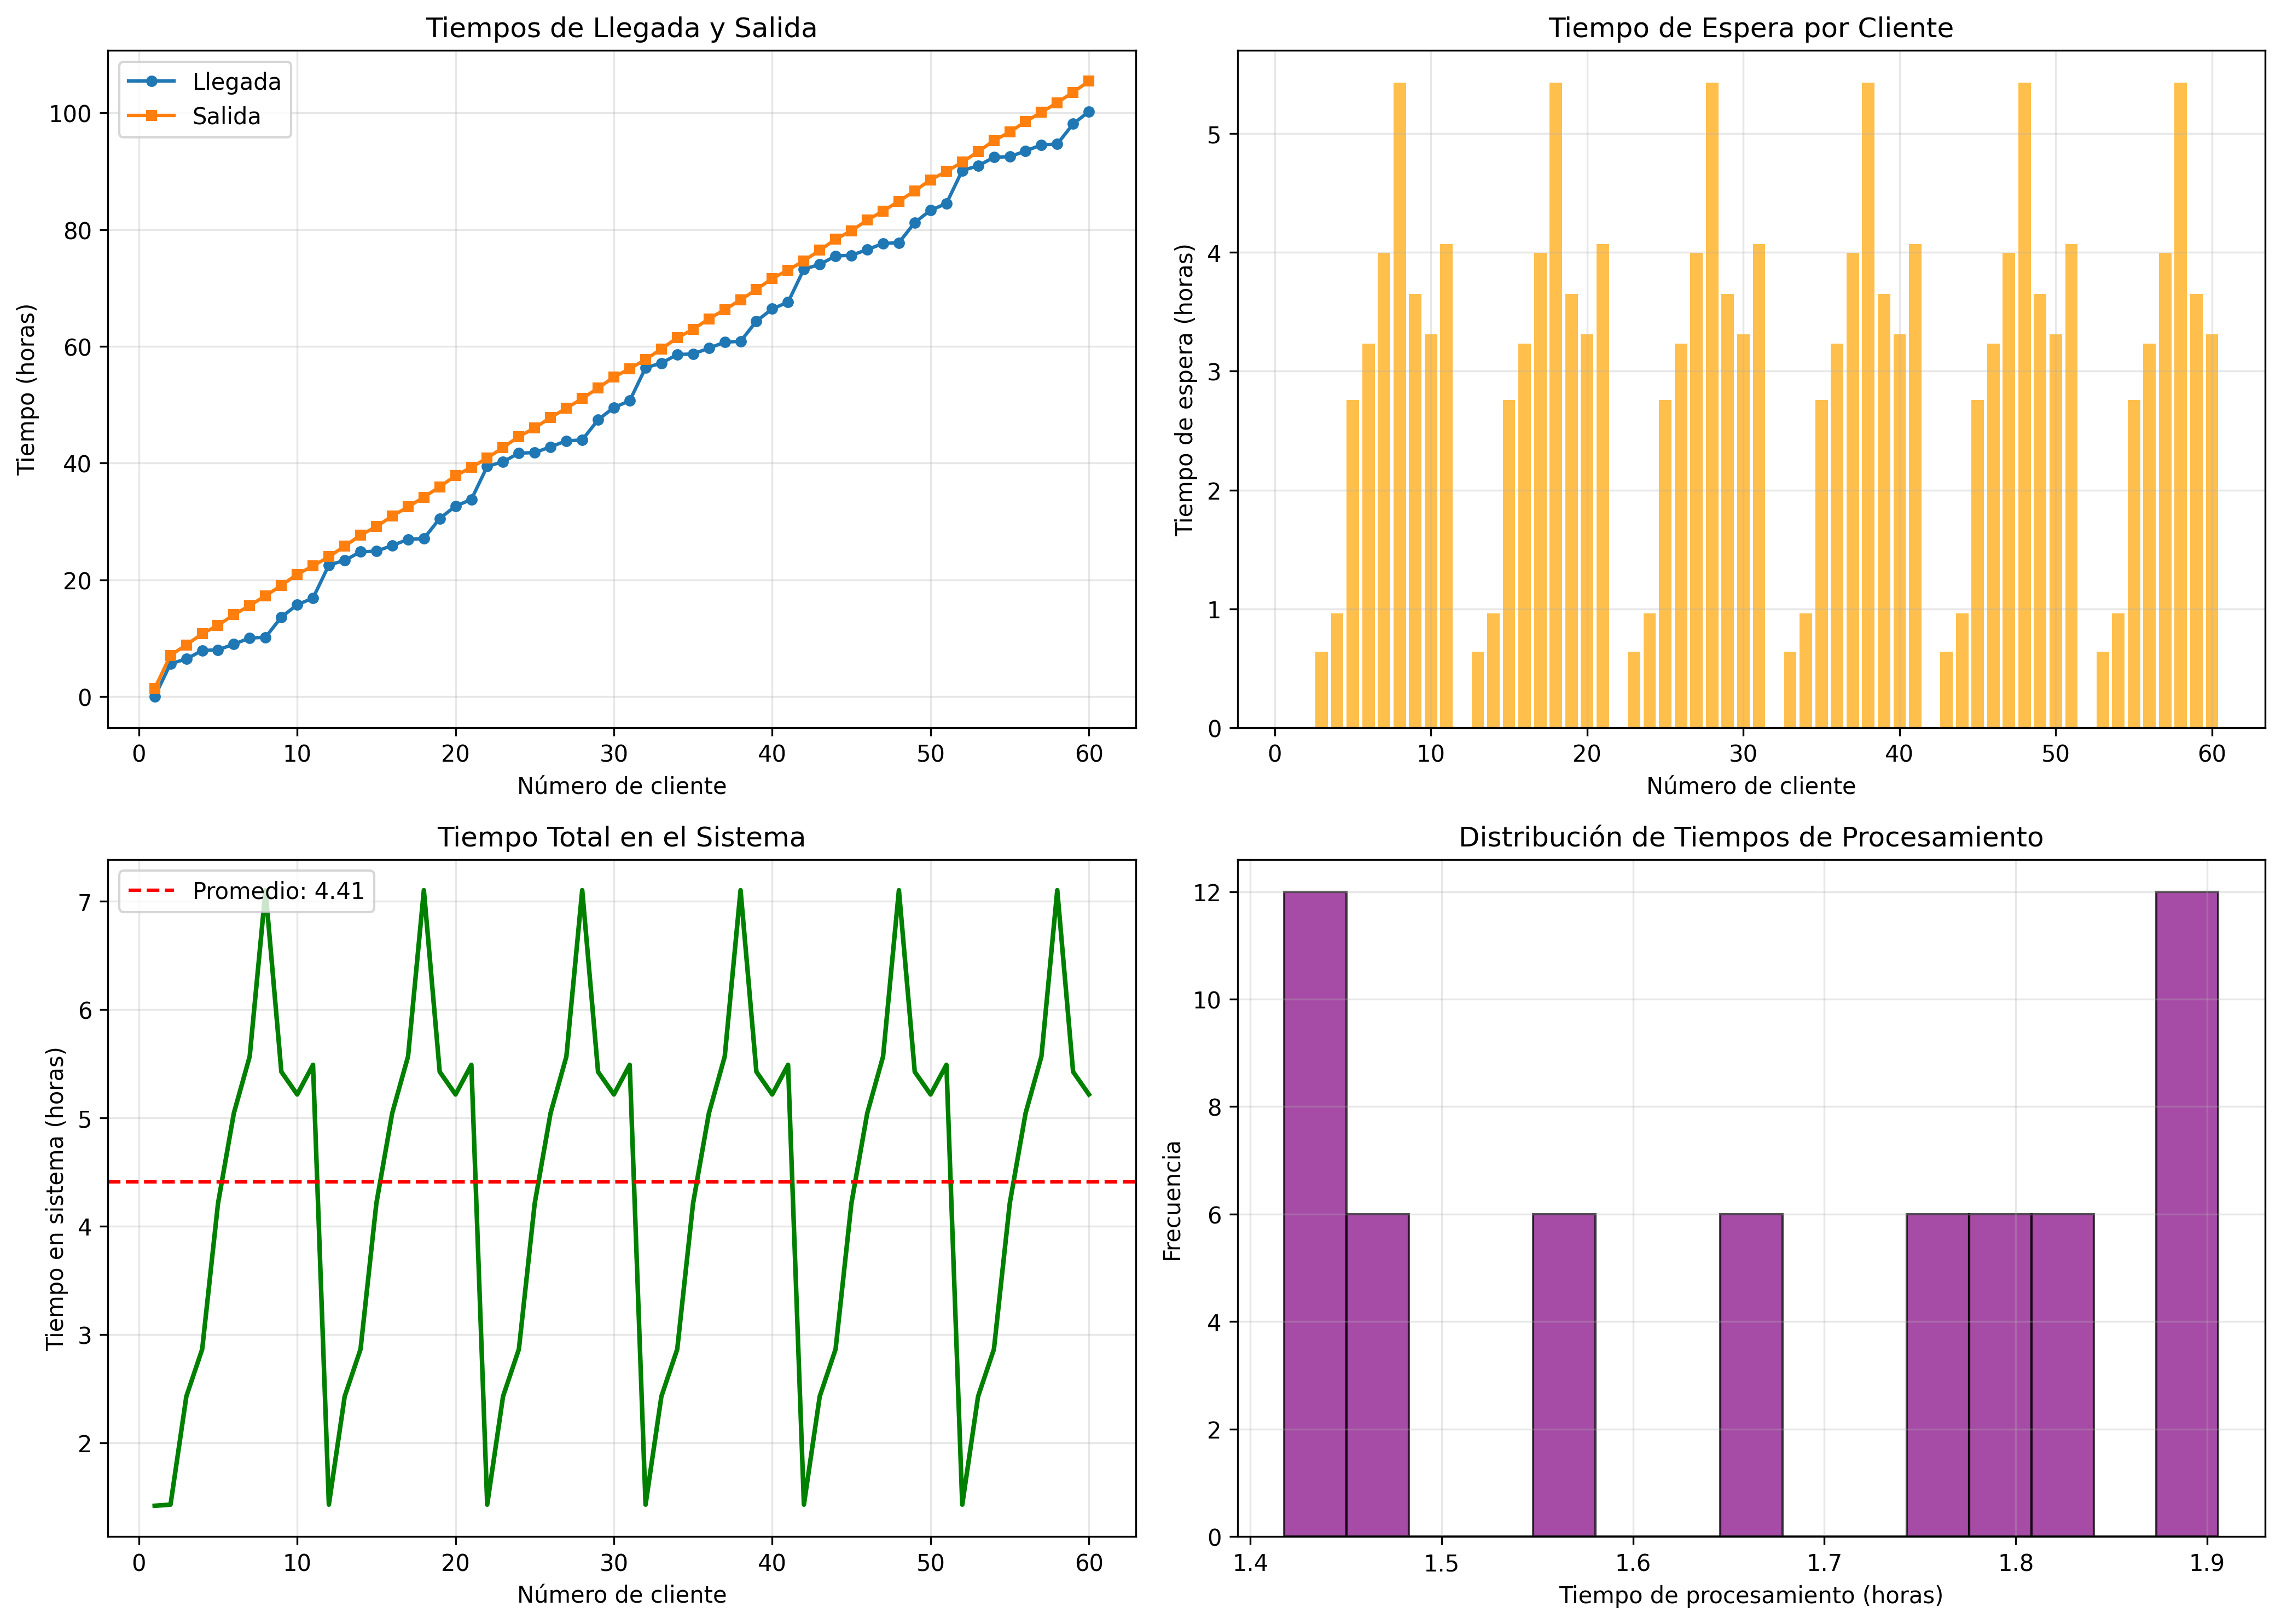 Tiempos de Llegada y Salida
Llegada
Salida
Tiempo (horas)
100
80
60
40
20
0
0 10 20 30 40 50 60
Número de cliente
Tiempo de Espera por Cliente
Tiempo de espera (horas)
5
4
3
2
1
0
0 10 20 30 40 50 60
Número de cliente
Tiempo Total en el Sistema
Promedio: 4.41
Tiempo en sistema (horas)
7
6
5
4
3
2
0 10 20 30 40 50 60
Número de cliente
Distribución de Tiempos de Procesamiento
Frecuencia
12
10
8
6
4
2
0
1.4 1.5 1.6 1.7 1.8 1.9
Tiempo de procesamiento (horas)